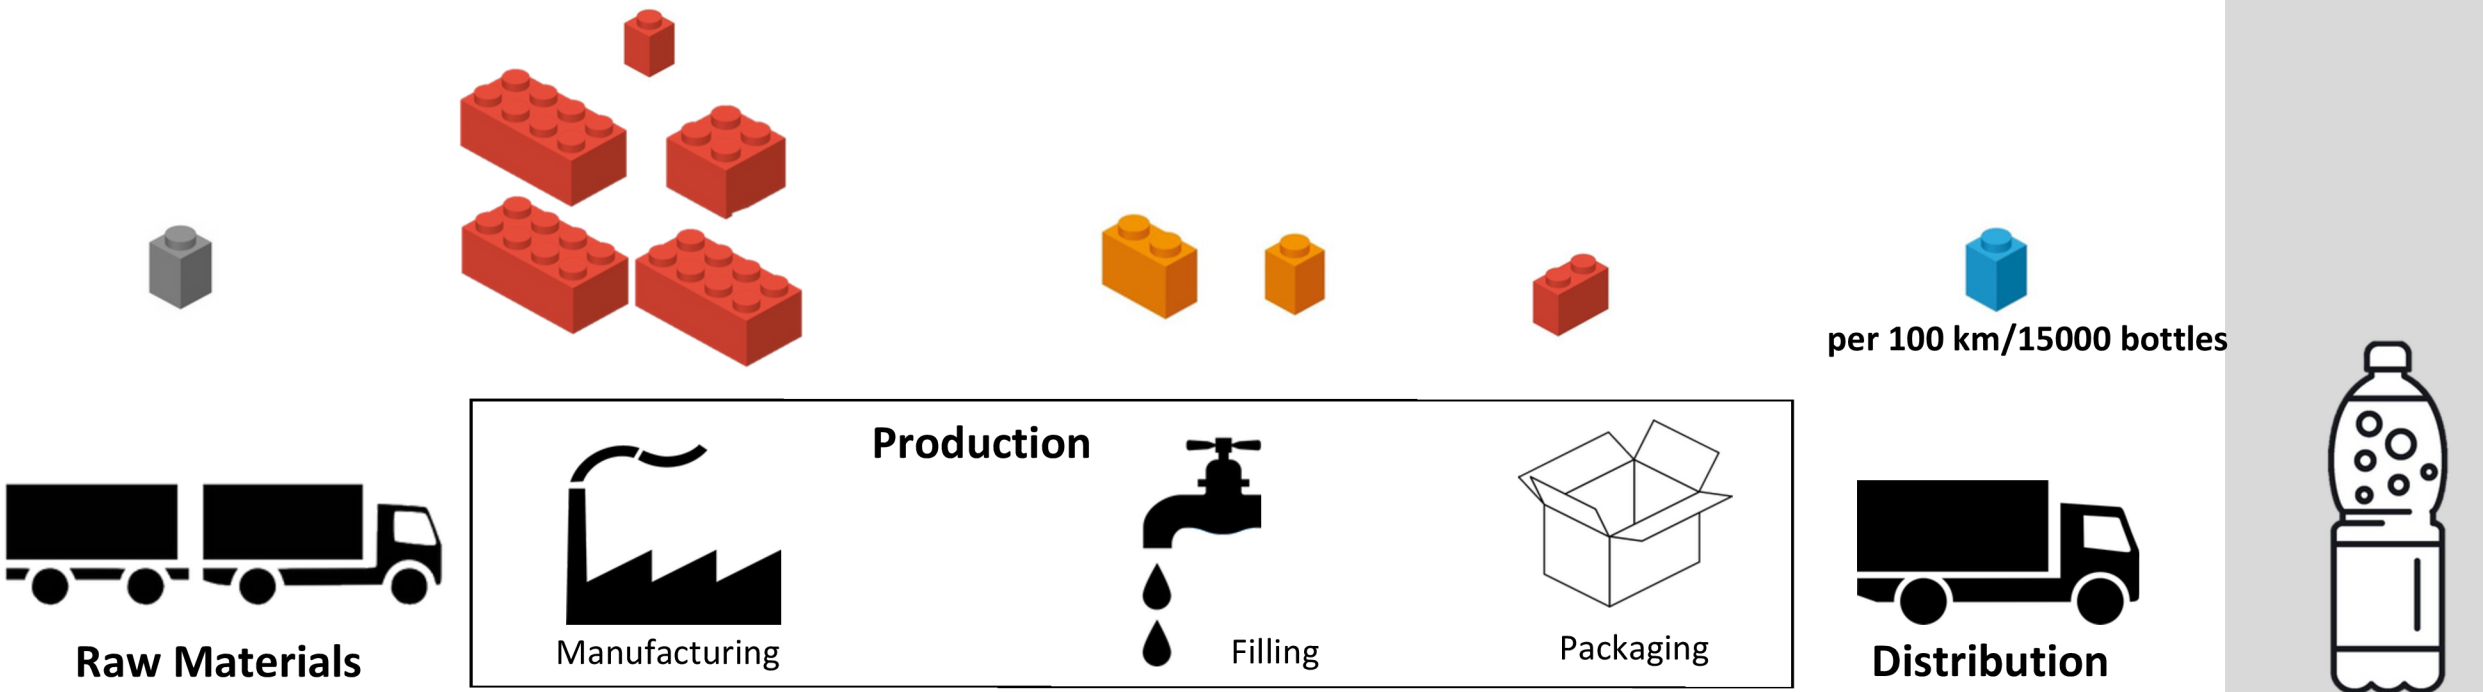 per 100 km/15000 bottles
Production
Manufacturing
Filling
Packaging
Raw Materials
Distribution